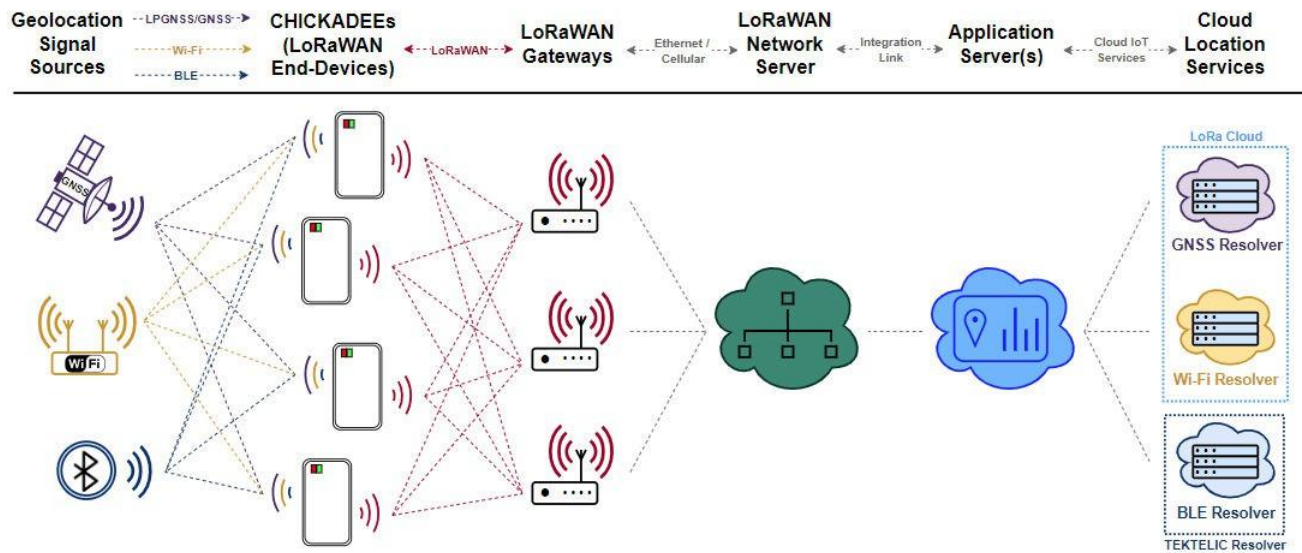 Geolocation
Signal
Sources
LPGNSS/GNSS
Wi-Fi
BLE
CHICKADEEs
(LoRaWAN
End-Devices)
LoRaWAN
LoRaWAN
Gateways
Ethernet /
Cellular
LoRaWAN
Network
Server
Integration
Link
Application
Server(s)
Cloud IoT
Services
Cloud
Location
Services
GNSS
Wi Fi
LoRa Cloud
GNSS Resolver
Wi-Fi Resolver
BLE Resolver
TEKTELIC Resolver